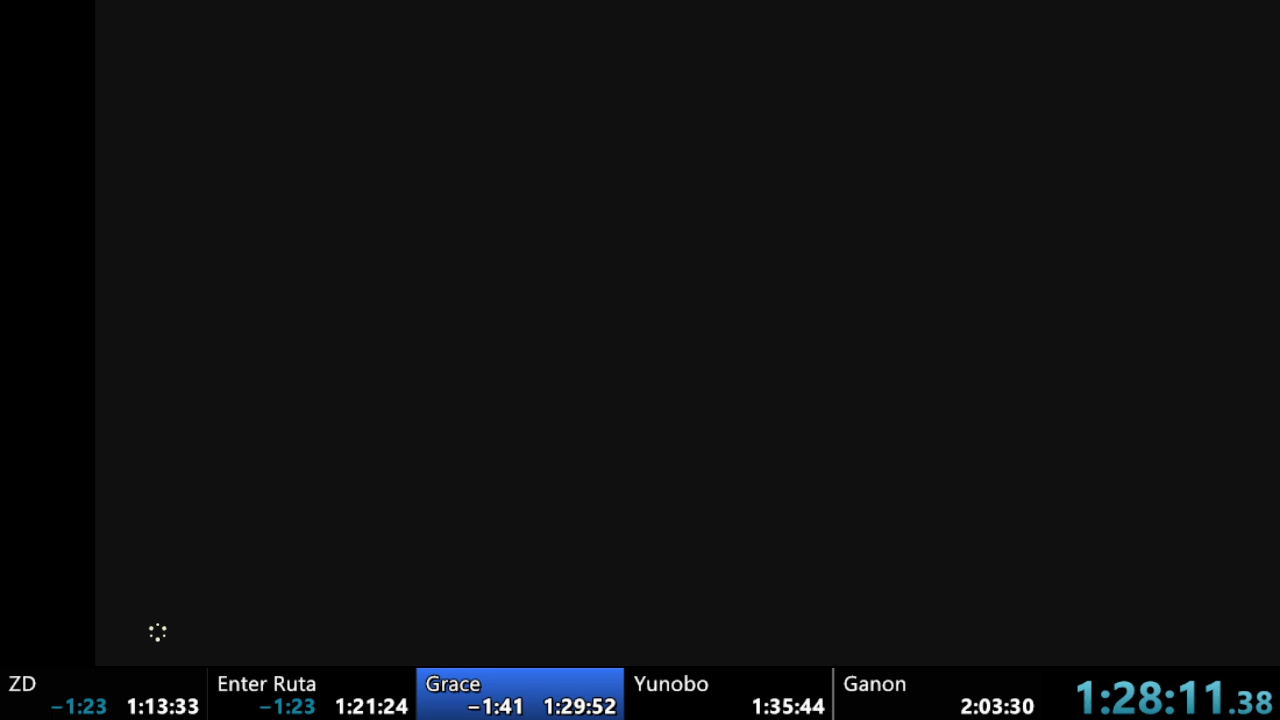 ZD
−1:23 1:13:33
Enter Ruta
−1:23 1:21:24
Grace
−1:41 1:29:52
Yunobo
1:35:44
Ganon
2:03:30
1:28:11.38